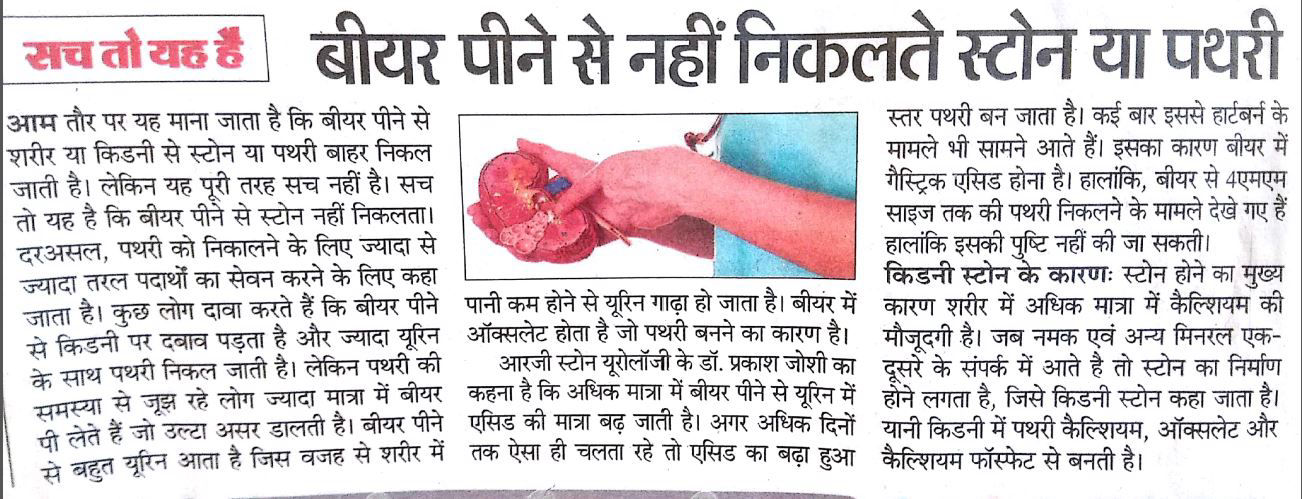 सच तो यह है
बीयर पीने से नहीं निकलते स्टोन या पथरी
आम तौर पर यह माना जाता है कि बीयर पीने से
शरीर या किडनी से स्टोन या पथरी बाहर निकल
जाती है। लेकिन यह पूरी तरह सच नहीं है। सच
तो यह है कि बीयर पीने से स्टोन नहीं निकलता।
दरअसल, पथरी को निकालने के लिए ज्यादा से
ज्यादा तरल पदार्थों का सेवन करने के लिए कहा
जाता है। कुछ लोग दावा करते हैं कि बीयर पीने
से किडनी पर दबाव पड़ता है और ज्यादा यूरिन
के साथ पथरी निकल जाती है। लेकिन पथरी की
समस्या से जूझ रहे लोग ज्यादा मात्रा में बीयर
पी लेते हैं जो उल्टा असर डालती है। बीयर पीने
से बहुत यूरिन आता है जिस वजह से शरीर में
पानी कम होने से यूरिन गाढ़ा हो जाता है। बीयर में
ऑक्सलेट होता है जो पथरी बनने का कारण है।
आरजी स्टोन यूरोलॉजी के डॉ. प्रकाश जोशी का
कहना है कि अधिक मात्रा में बीयर पीने से यूरिन में
एसिड की मात्रा बढ़ जाती है। अगर अधिक दिनों
तक ऐसा ही चलता रहे तो एसिड का बढ़ा हुआ
स्तर पथरी बन जाता है। कई बार इससे हार्टबर्न के
मामले भी सामने आते हैं। इसका कारण बीयर में
गैस्ट्रिक एसिड होना है। हालांकि, बीयर से 4एमएम
साइज तक की पथरी निकलने के मामले देखे गए हैं
हालांकि इसकी पुष्टि नहीं की जा सकती।
किडनी स्टोन के कारणः स्टोन होने का मुख्य
कारण शरीर में अधिक मात्रा में कैल्शियम की
मौजूदगी है। जब नमक एवं अन्य मिनरल एक-
दूसरे के संपर्क में आते है तो स्टोन का निर्माण
होने लगता है, जिसे किडनी स्टोन कहा जाता है।
यानी किडनी में पथरी कैल्शियम, ऑक्सलेट और
कैल्शियम फॉस्फेट से बनती है।